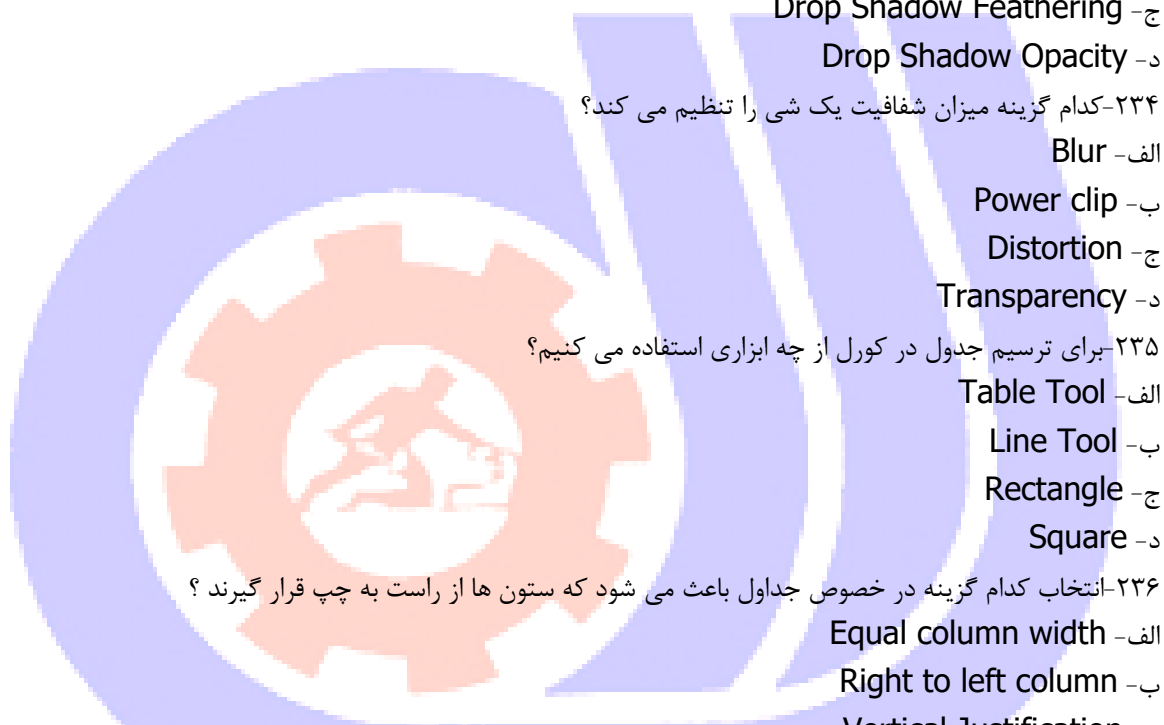 ج- Drop Shadow Feathering
د- Drop Shadow Opacity
۲۳۴-کدام گزینه میزان شفافیت یک شی را تنظیم می کند؟
الف- Blur
ب- Power clip
ج- Distortion
د- Transparency
۲۳۵-برای ترسیم جدول در کورل از چه ابزاری استفاده می کنیم؟
الف- Table Tool
ب- Line Tool
ج- Rectangle
د- Square
۲۳۶-انتخاب کدام گزینه در خصوص جداول باعث می شود که ستون ها از راست به چپ قرار گیرند ؟
الف- Equal column width
ب- Right to left column
Vertical Justification